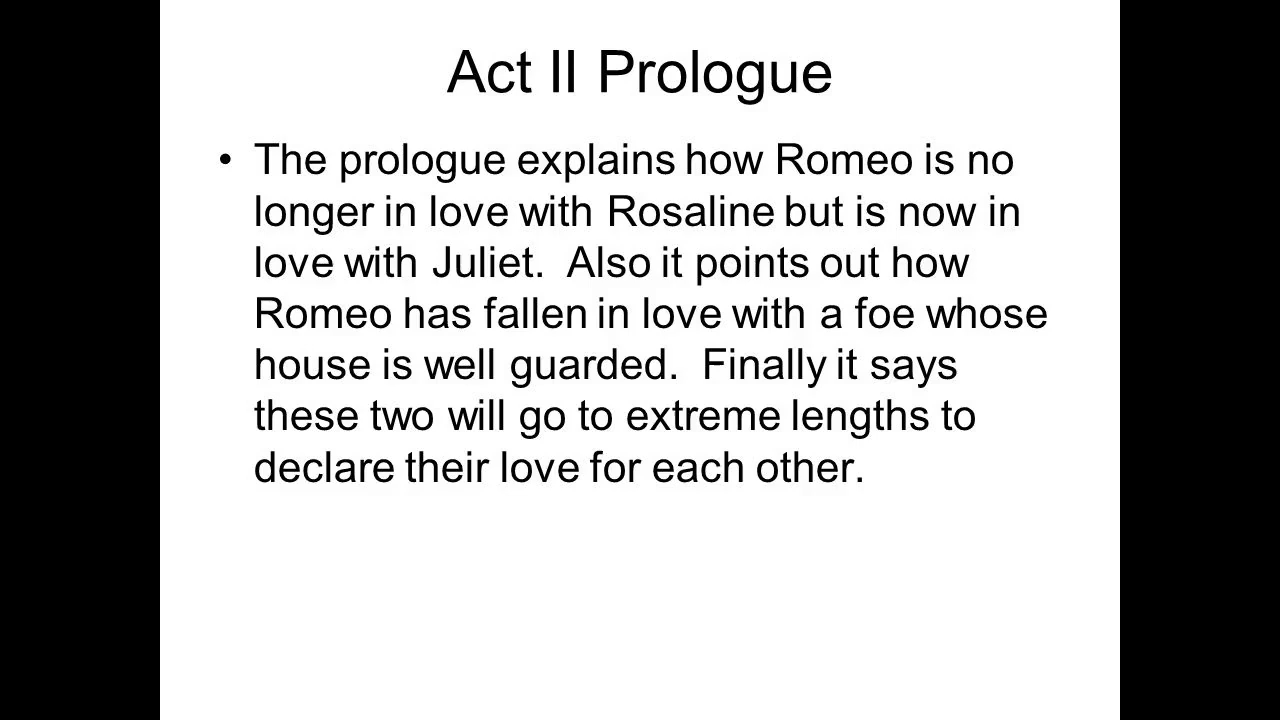 Act II Prologue
• The prologue explains how Romeo is no
longer in love with Rosaline but is now in
love with Juliet.  Also it points out how
Romeo has fallen in love with a foe whose
house is well guarded.  Finally it says
these two will go to extreme lengths to
declare their love for each other.